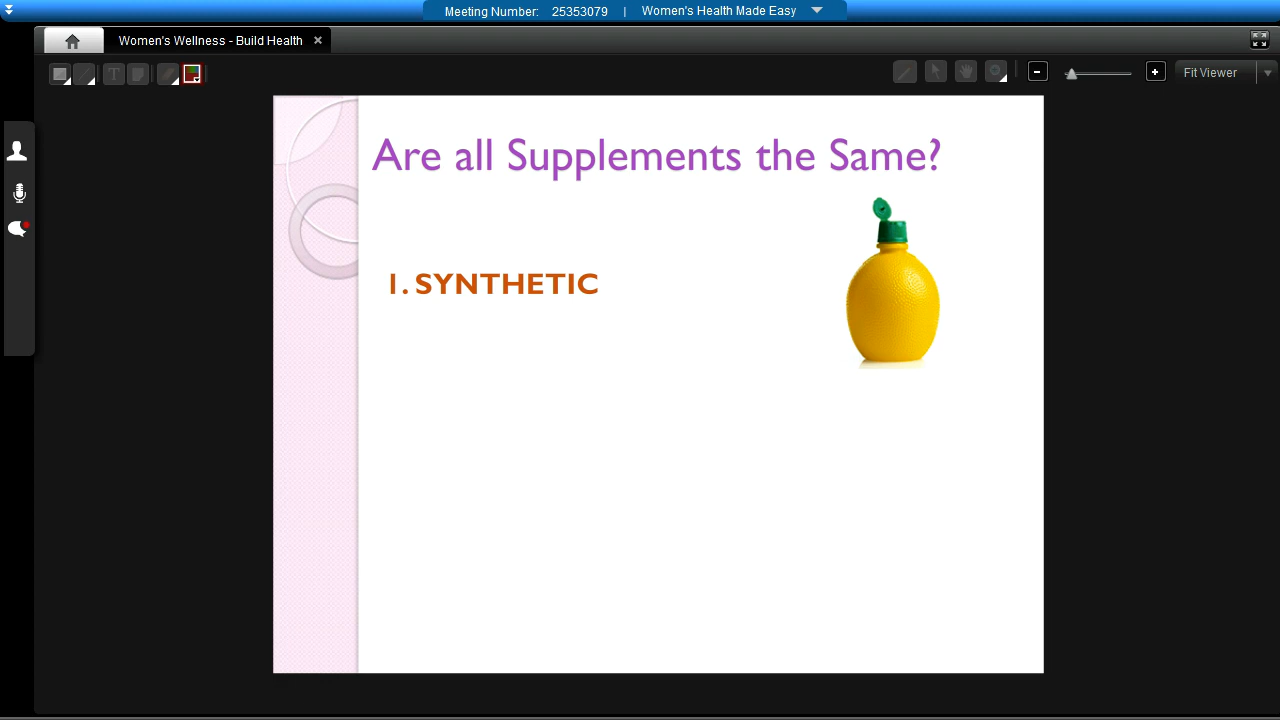 Meeting Number: 25353079 | Women's Health Made Easy
Women's Wellness - Build Health
T
Fit Viewer
Are all Supplements the Same?
1. SYNTHETIC